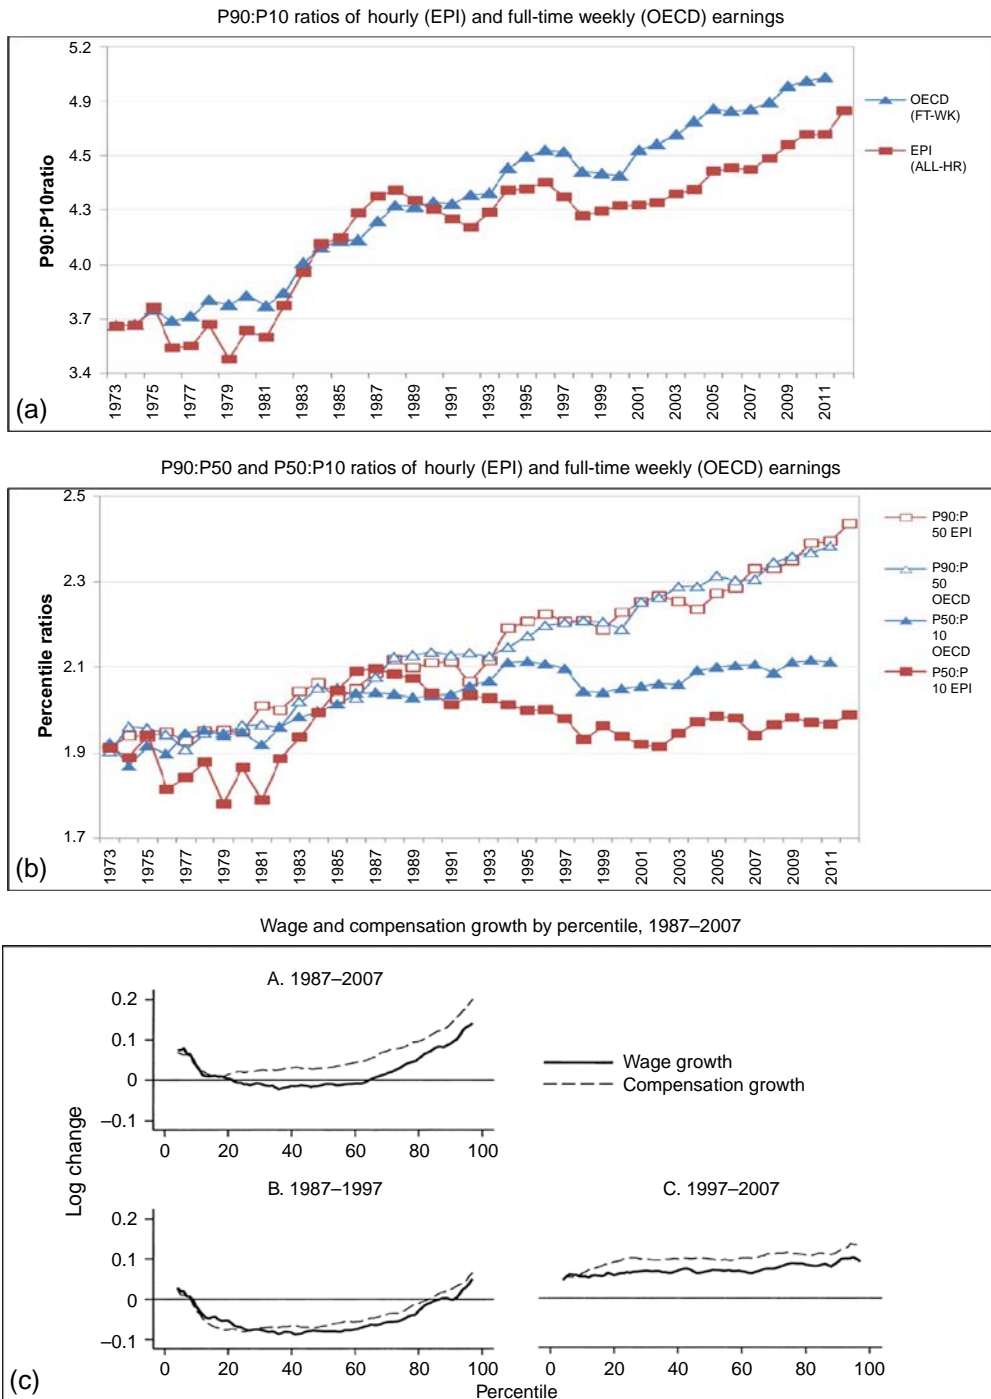 P90:P10 ratios of hourly (EPI) and full-time weekly (OECD) earnings
5.2
4.9
4.5
4.3
4.0
3.7
3.4
P90:P10ratio
1973
1975
1977
1979
1981
1983
1985
1987
1989
1991
1993
1995
1997
1999
2001
2003
2005
2007
2009
2011
OECD
(FT-WK)
EPI
(ALL-HR)
(a)
P90:P50 and P50:P10 ratios of hourly (EPI) and full-time weekly (OECD) earnings
2.5
2.3
2.1
1.9
1.7
Percentile ratios
1973
1975
1977
1979
1981
1983
1985
1987
1989
1991
1993
1995
1997
1999
2001
2003
2005
2007
2009
2011
P90:P
50 EPI
P90:P
50
OECD
P50:P
10
OECD
P50:P
10 EPI
(b)
Wage and compensation growth by percentile, 1987–2007
A. 1987–2007
0.2
0.1
0
–0.1
0 20 40 60 80 100
Wage growth
Compensation growth
Log change
B. 1987–1997
0.2
0.1
0
–0.1
0 20 40 60 80 100
C. 1997–2007
0 20 40 60 80 100
Percentile
(c)